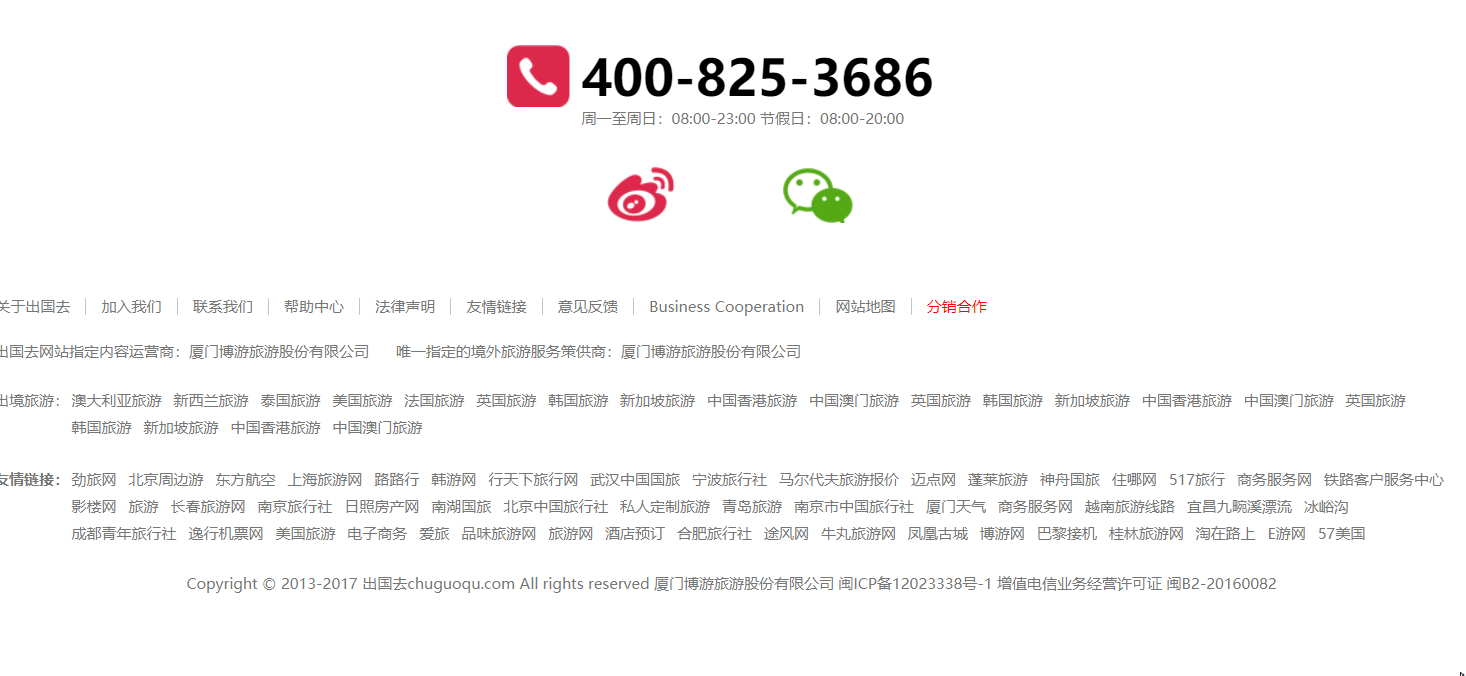 400-825-3686
周一至周日：08:00-23:00 节假日：08:00-20:00
关于出国去 加入我们 联系我们 帮助中心 法律声明 友情链接 意见反馈 Business Cooperation 网站地图 分销合作
出国去网站指定内容运营商：厦门博游旅游股份有限公司 唯一指定的境外旅游服务策供商：厦门博游旅游股份有限公司
出境旅游： 澳大利亚旅游 新西兰旅游 泰国旅游 美国旅游 法国旅游 英国旅游 韩国旅游 新加坡旅游 中国香港旅游 中国澳门旅游 英国旅游 韩国旅游 新加坡旅游 中国香港旅游 中国澳门旅游 英国旅游
韩国旅游 新加坡旅游 中国香港旅游 中国澳门旅游
友情链接： 劲旅网 北京周边游 东方航空 上海旅游网 路路行 韩游网 行天下旅行网 武汉中国国旅 宁波旅行社 马尔代夫旅游报价 迈点网 蓬莱旅游 神舟国旅 住哪网 517旅行 商务服务网 铁路客户服务中心
影楼网 旅游 长春旅游网 南京旅行社 日照房产网 南湖国旅 北京中国旅行社 私人定制旅游 青岛旅游 南京市中国旅行社 厦门天气 商务服务网 越南旅游线路 宜昌九畹溪漂流 冰峪沟
成都青年旅行社 逸行机票网 美国旅游 电子商务 爱旅 品味旅游网 旅游网 酒店预订 合肥旅行社 途风网 牛丸旅游网 凤凰古城 博游网 巴黎接机 桂林旅游网 淘在路上 E游网 57美国
Copyright © 2013-2017 出国去chuguoqu.com All rights reserved 厦门博游旅游股份有限公司 闽ICP备12023338号-1 增值电信业务经营许可证 闽B2-20160082